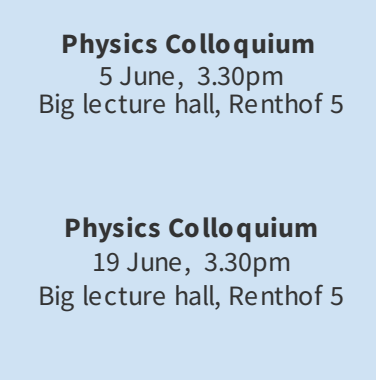 Physics Colloquium
5 June, 3.30pm
Big lecture hall, Renthof 5
Physics Colloquium
19 June, 3.30pm
Big lecture hall, Renthof 5